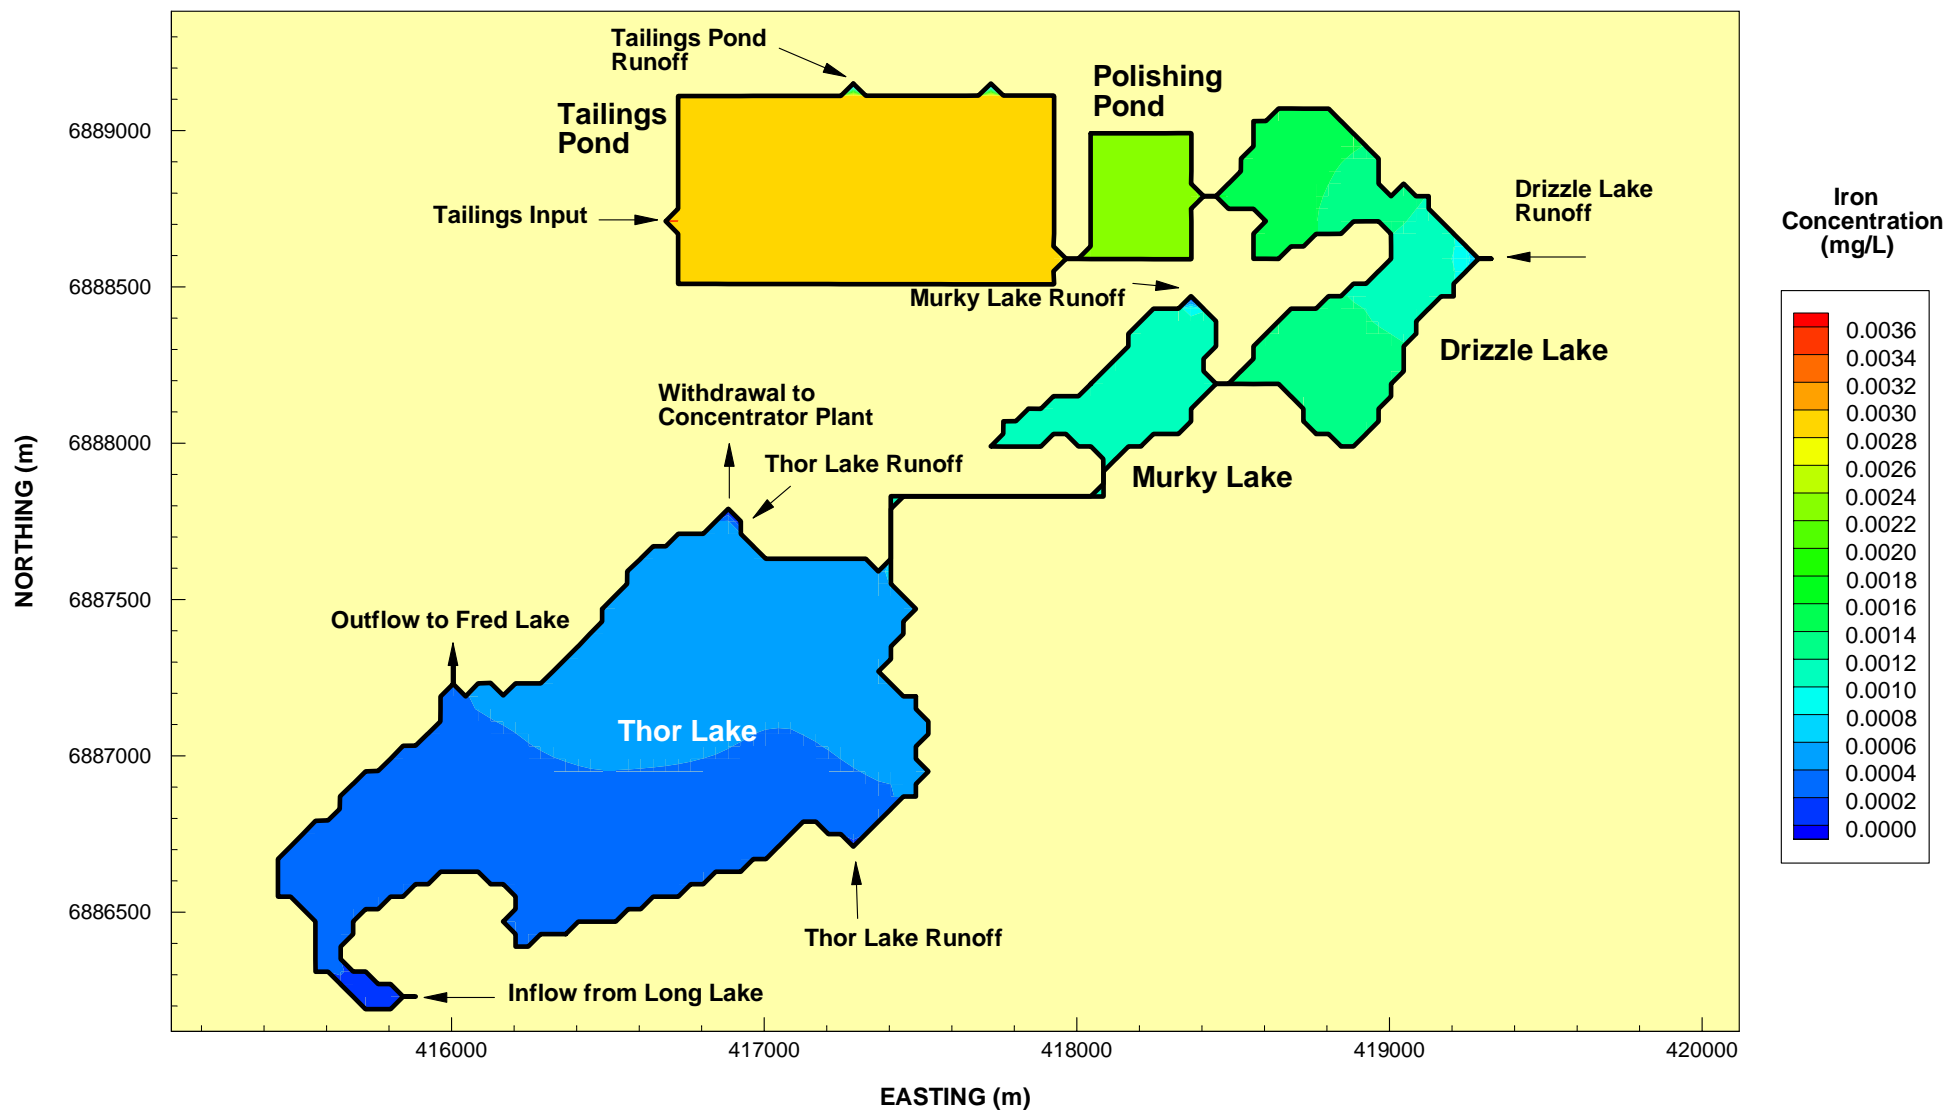 Tailings Pond
Runoff
Polishing
Pond
Tailings
Pond
6889000
Tailings Input
Drizzle Lake
Runoff
Iron
Concentration
(mg/L)
6888500
Murky Lake Runoff
Drizzle Lake
0.0036
0.0034
0.0032
0.0030
0.0028
0.0026
0.0024
0.0022
0.0020
0.0018
0.0016
0.0014
0.0012
0.0010
0.0008
0.0006
0.0004
0.0002
0.0000
Withdrawal to
Concentrator Plant
6888000
Thor Lake Runoff
Murky Lake
NORTHING (m)
6887500
Outflow to Fred Lake
Thor Lake
6887000
6886500
Thor Lake Runoff
Inflow from Long Lake
416000
417000
418000
419000
420000
EASTING (m)